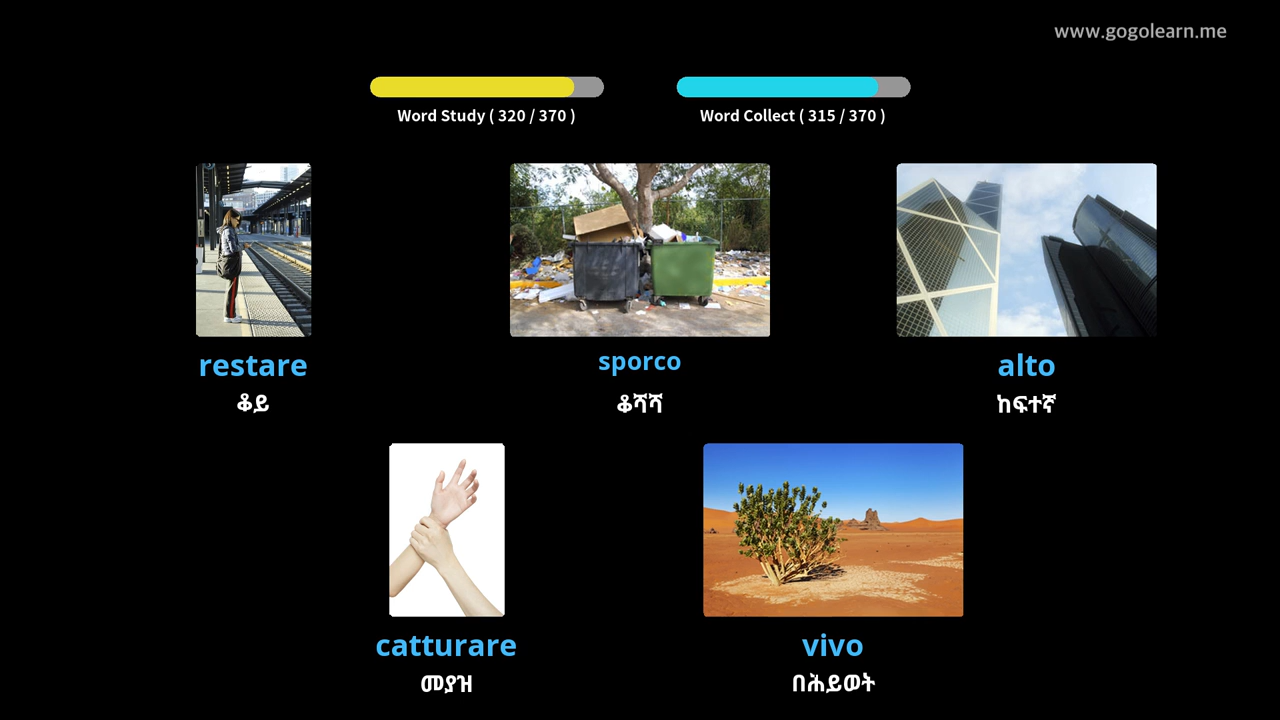 www.gogolearn.me
Word Study ( 320 / 370 )
Word Collect ( 315 / 370 )
restare
ቆይ
sporco
ቆሻሻ
alto
ከፍተኛ
catturare
መያዝ
vivo
በሕይወት